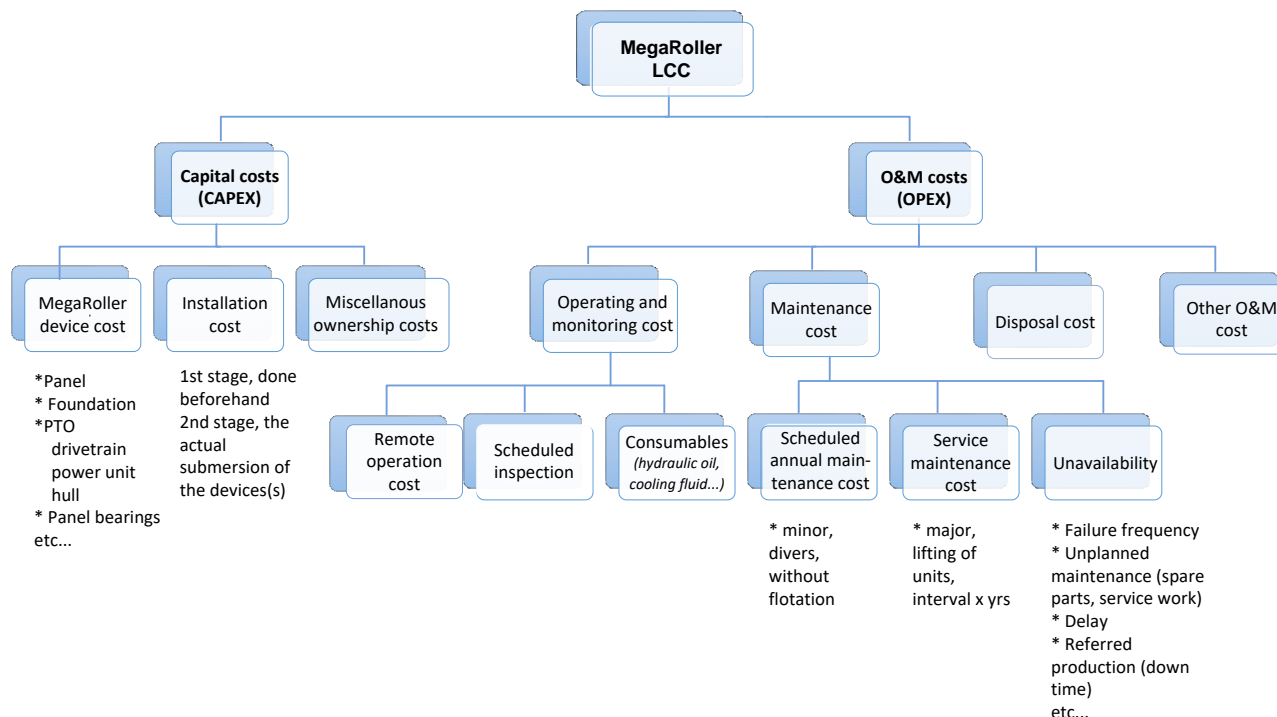 MegaRoller
LCC
Capital costs
(CAPEX)
O&M costs
(OPEX)
MegaRoller
device cost
Installation
cost
Miscellanous
ownership costs
Operating and
monitoring cost
Maintenance
cost
Disposal cost
Other O&M
cost
*Panel
* Foundation
*PTO
drivetrain
power unit
hull
* Panel bearings
etc...
1st stage, done
beforehand
2nd stage, the
actual
submersion of
the devices(s)
Remote
operation
cost
Scheduled
inspection
Consumables
(hydraulic oil,
cooling fluid...)
Scheduled
annual main-
tenance cost
Service
maintenance
cost
Unavailability
* minor,
divers,
without
flotation
* major,
lifting of
units,
interval x yrs
* Failure frequency
* Unplanned
maintenance (spare
parts, service work)
* Delay
* Referred
production (down
time)
etc...